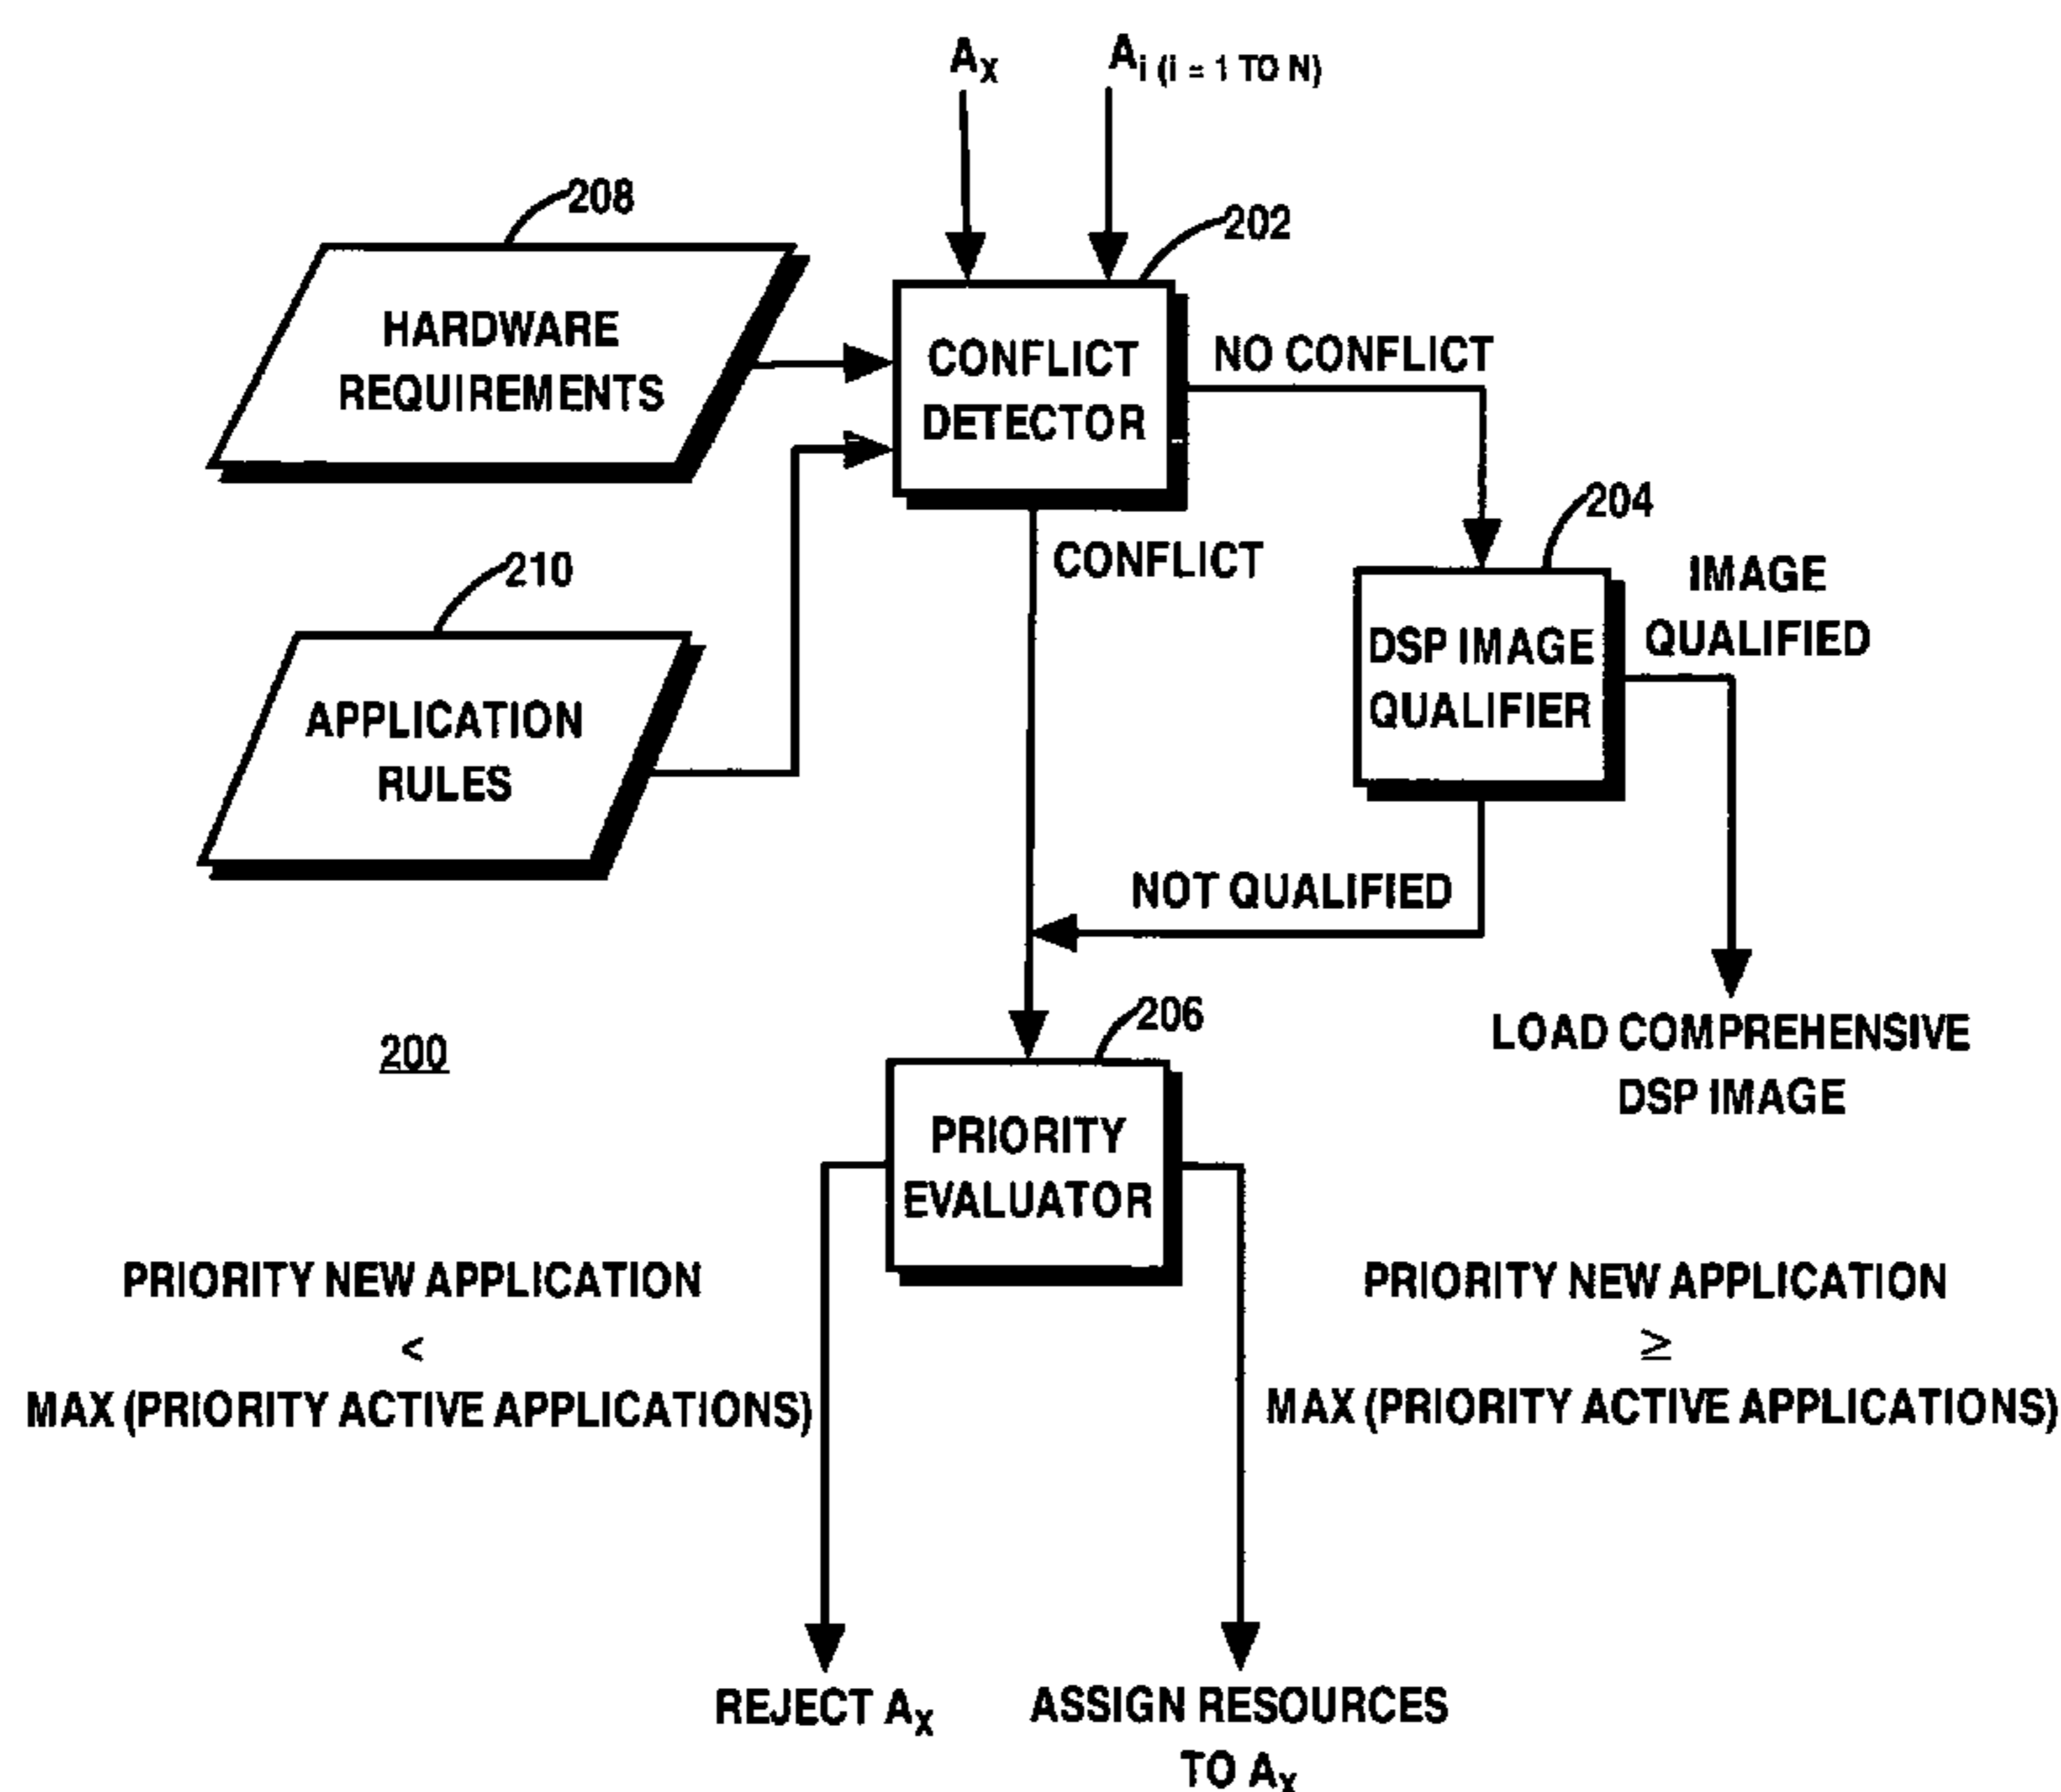 Ax
Ai (i = 1 TO N)
208
202
HARDWARE
REQUIREMENTS
CONFLICT
DETECTOR
NO CONFLICT
204
210
CONFLICT
IMAGE
QUALIFIED
DSP IMAGE
QUALIFIER
APPLICATION
RULES
NOT QUALIFIED
206
200
LOAD COMPREHENSIVE
DSP IMAGE
PRIORITY
EVALUATOR
PRIORITY NEW APPLICATION
<
MAX (PRIORITY ACTIVE APPLICATIONS)
PRIORITY NEW APPLICATION
≥
MAX (PRIORITY ACTIVE APPLICATIONS)
REJECT Ax
ASSIGN RESOURCES
TO Ax